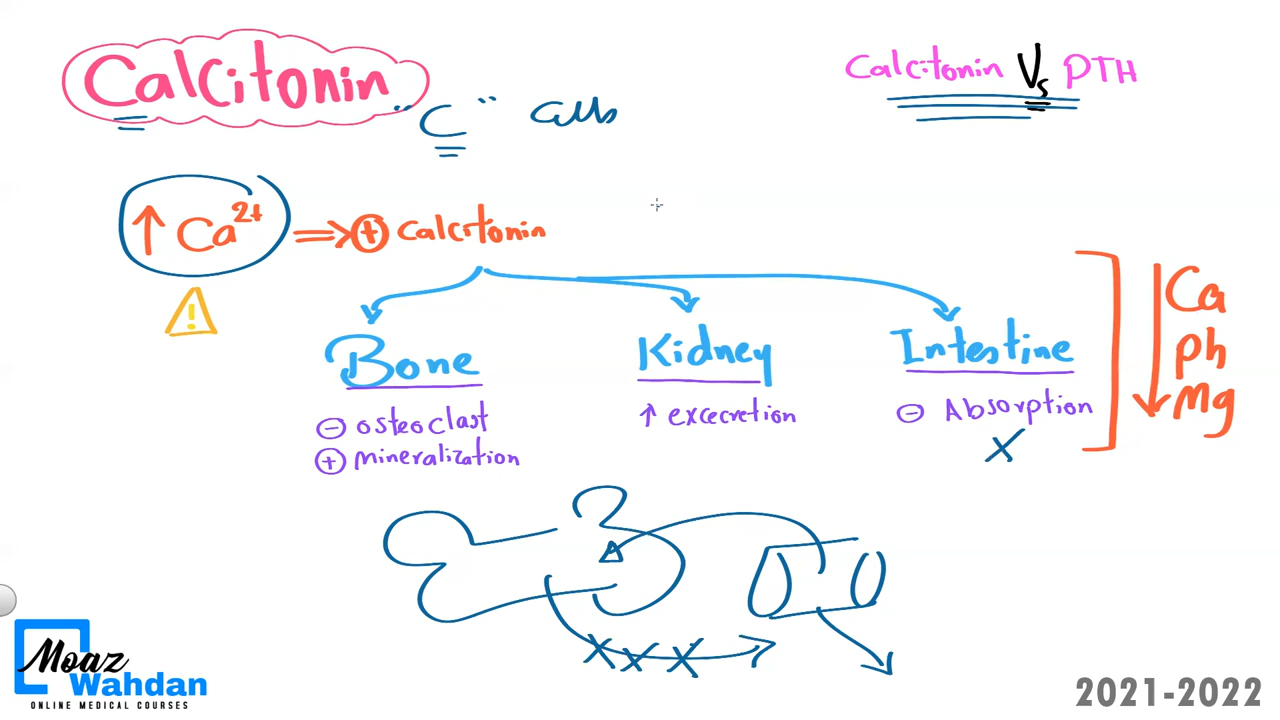 Calcitonin
"C" cells
Calcitonin Vs PTH
↑ Ca2+ ⇒ ⊕ Calcitonin
Bone
⊖ osteoclast
⊕ mineralization
Kidney
↑ excecretion
Intestine
⊖ Absorption
X
↓ Ca
Ph
Mg
X X X
Moaz
Wahdan
ONLINE MEDICAL COURSES
2021-2022